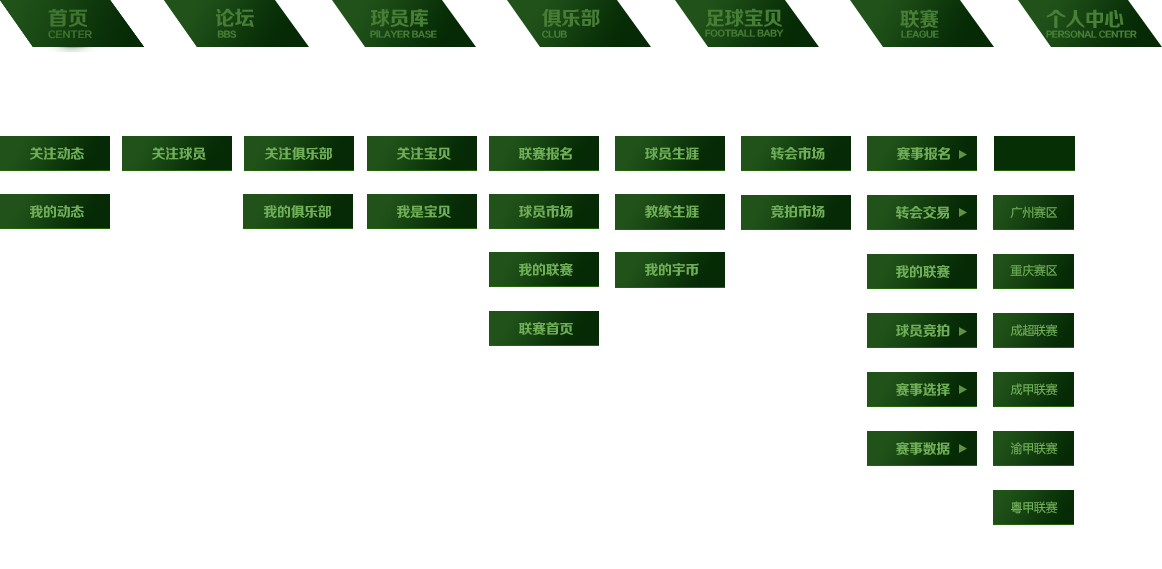 首页 论坛 球员库 俱乐部 足球宝贝 联赛 个人中心
CENTER BBS PILAYER BASE CLUB FOOTBALL BABY LEAGUE PERSONAL CENTER
关注动态 关注球员 关注俱乐部 关注宝贝 联赛报名 球员生涯 转会市场 赛事报名
我的动态 我的俱乐部 我是宝贝 球员市场 教练生涯 竞拍市场 转会交易 广州赛区
我的联赛 我的宇币 我的联赛 重庆赛区
联赛首页 球员竞拍 成超联赛
赛事选择 成甲联赛
赛事数据 渝甲联赛
粤甲联赛